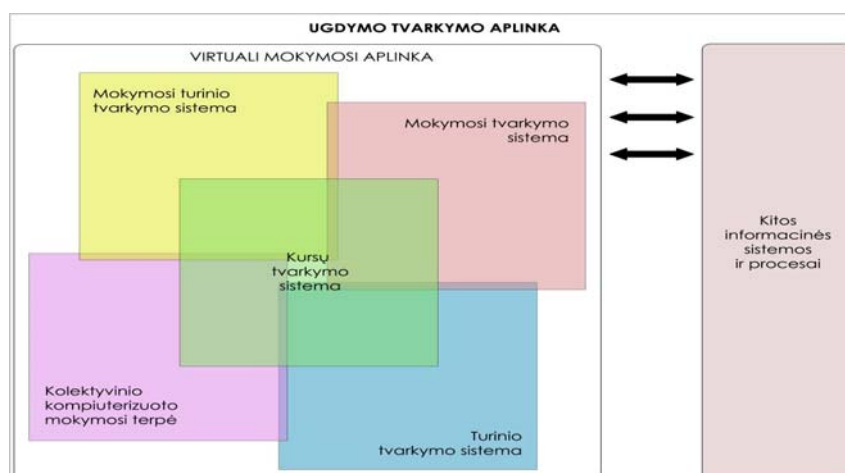 UGDYMO TVARKYMO APLINKA
VIRTUALI MOKYMOSI APLINKA
Mokymosi turinio
tvarkymo sistema
Mokymosi tvarkymo
sistema
Kursų
tvarkymo
sistema
Kolektyvinio
kompiuterizuoto
mokymosi terpė
Turinio
tvarkymo sistema
Kitos
informacinės
sistemos
ir procesai